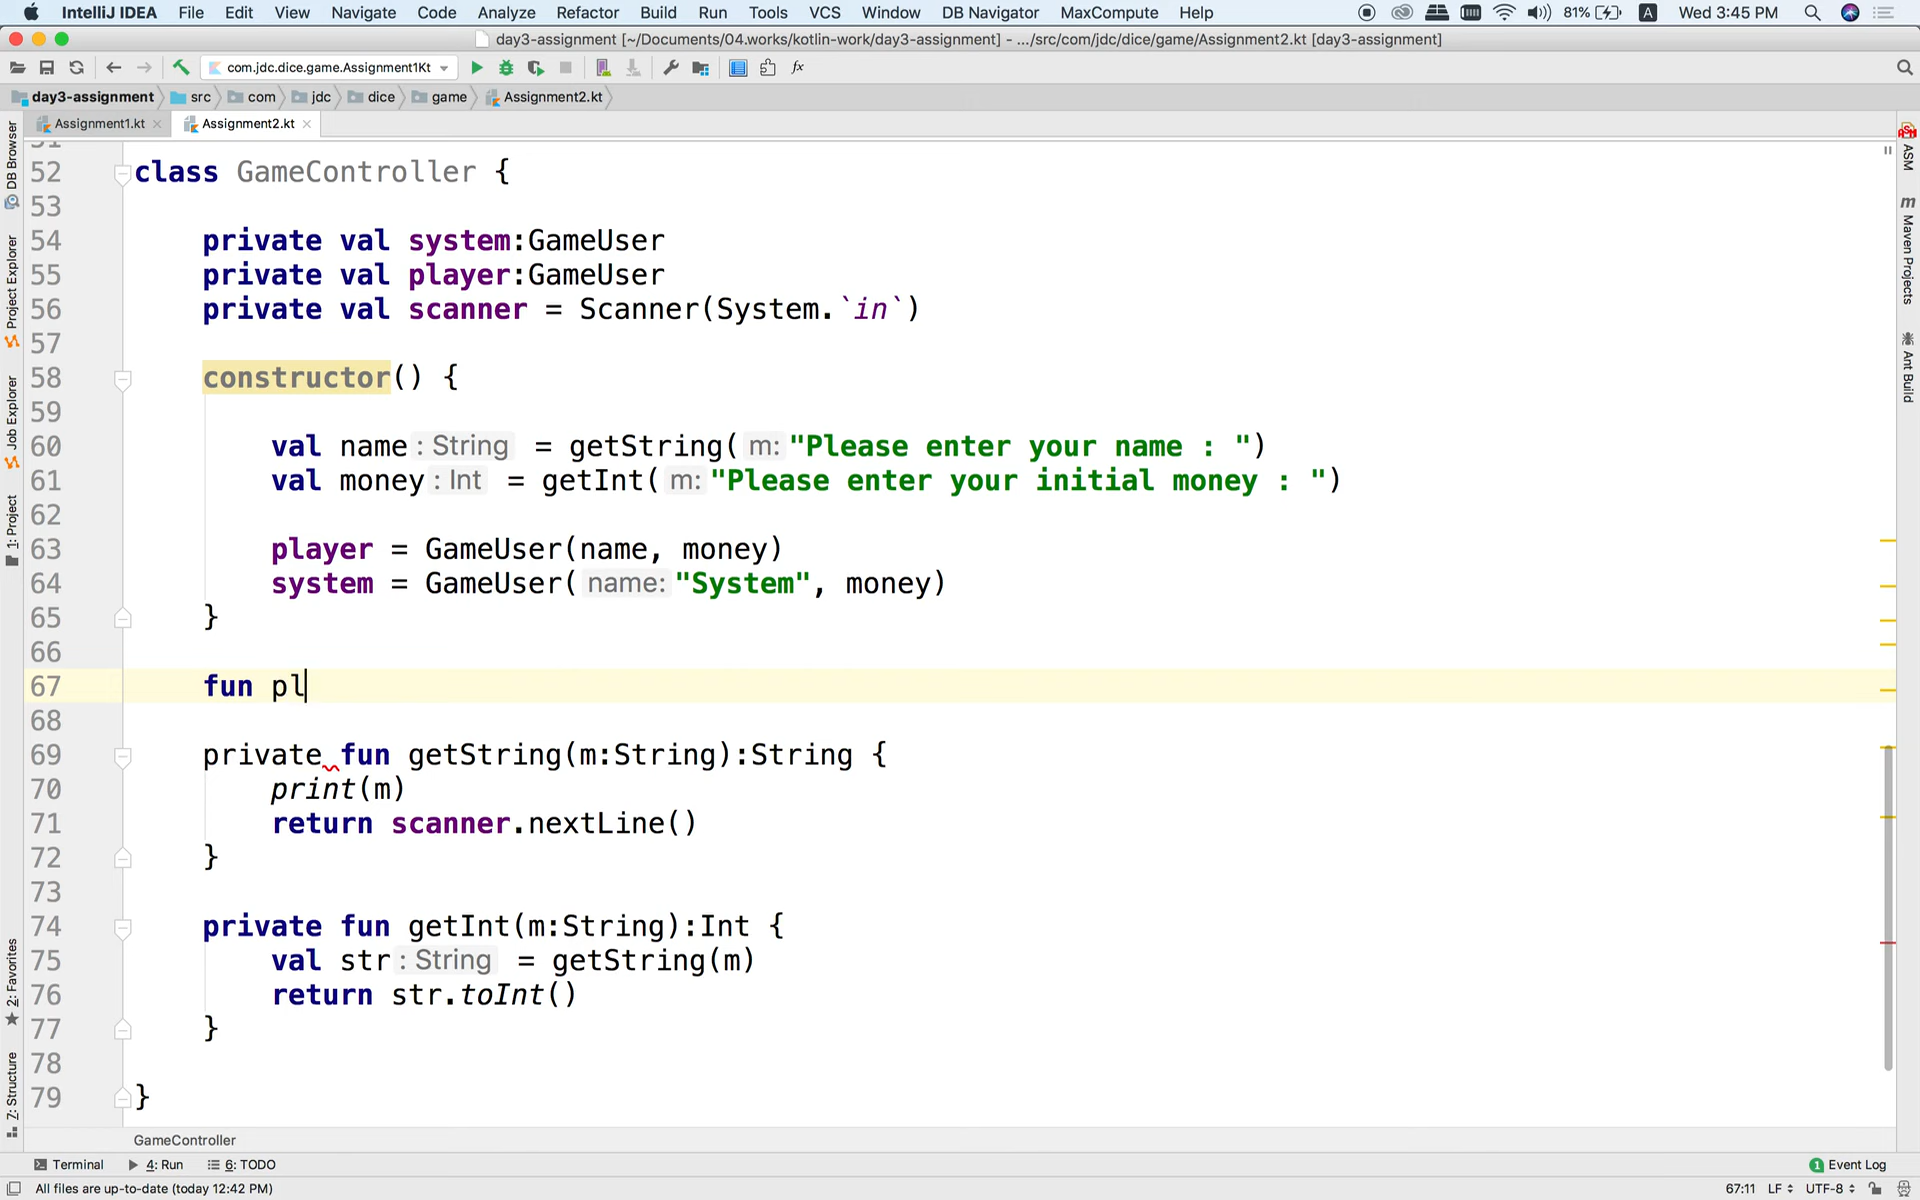 IntelliJ IDEA File Edit View Navigate Code Analyze Refactor Build Run Tools VCS Window DB Navigator MaxCompute Help 81% A Wed 3:45 PM
day3-assignment [~/Documents/04.works/kotlin-work/day3-assignment] - .../src/com/jdc/dice/game/Assignment2.kt [day3-assignment]
com.jdc.dice.game.Assignment1Kt
day3-assignment src com jdc dice game Assignment2.kt
Assignment1.kt Assignment2.kt
DB Browser
Project Explorer
Job Explorer
1: Project
2: Favorites
Z: Structure
ASM
Maven Projects
Ant Build
51
52 class GameController {
53
54 private val system:GameUser
55 private val player:GameUser
56 private val scanner = Scanner(System.`in`)
57
58 constructor() {
59
60 val name: String = getString( m: "Please enter your name : ")
61 val money: Int = getInt( m: "Please enter your initial money : ")
62
63 player = GameUser(name, money)
64 system = GameUser( name: "System", money)
65 }
66
67 fun pl
68
69 private fun getString(m:String):String {
70 print(m)
71 return scanner.nextLine()
72 }
73
74 private fun getInt(m:String):Int {
75 val str: String = getString(m)
76 return str.toInt()
77 }
78
79 }
GameController
Terminal 4: Run 6: TODO 1 Event Log
All files are up-to-date (today 12:42 PM) 67:11 LF UTF-8